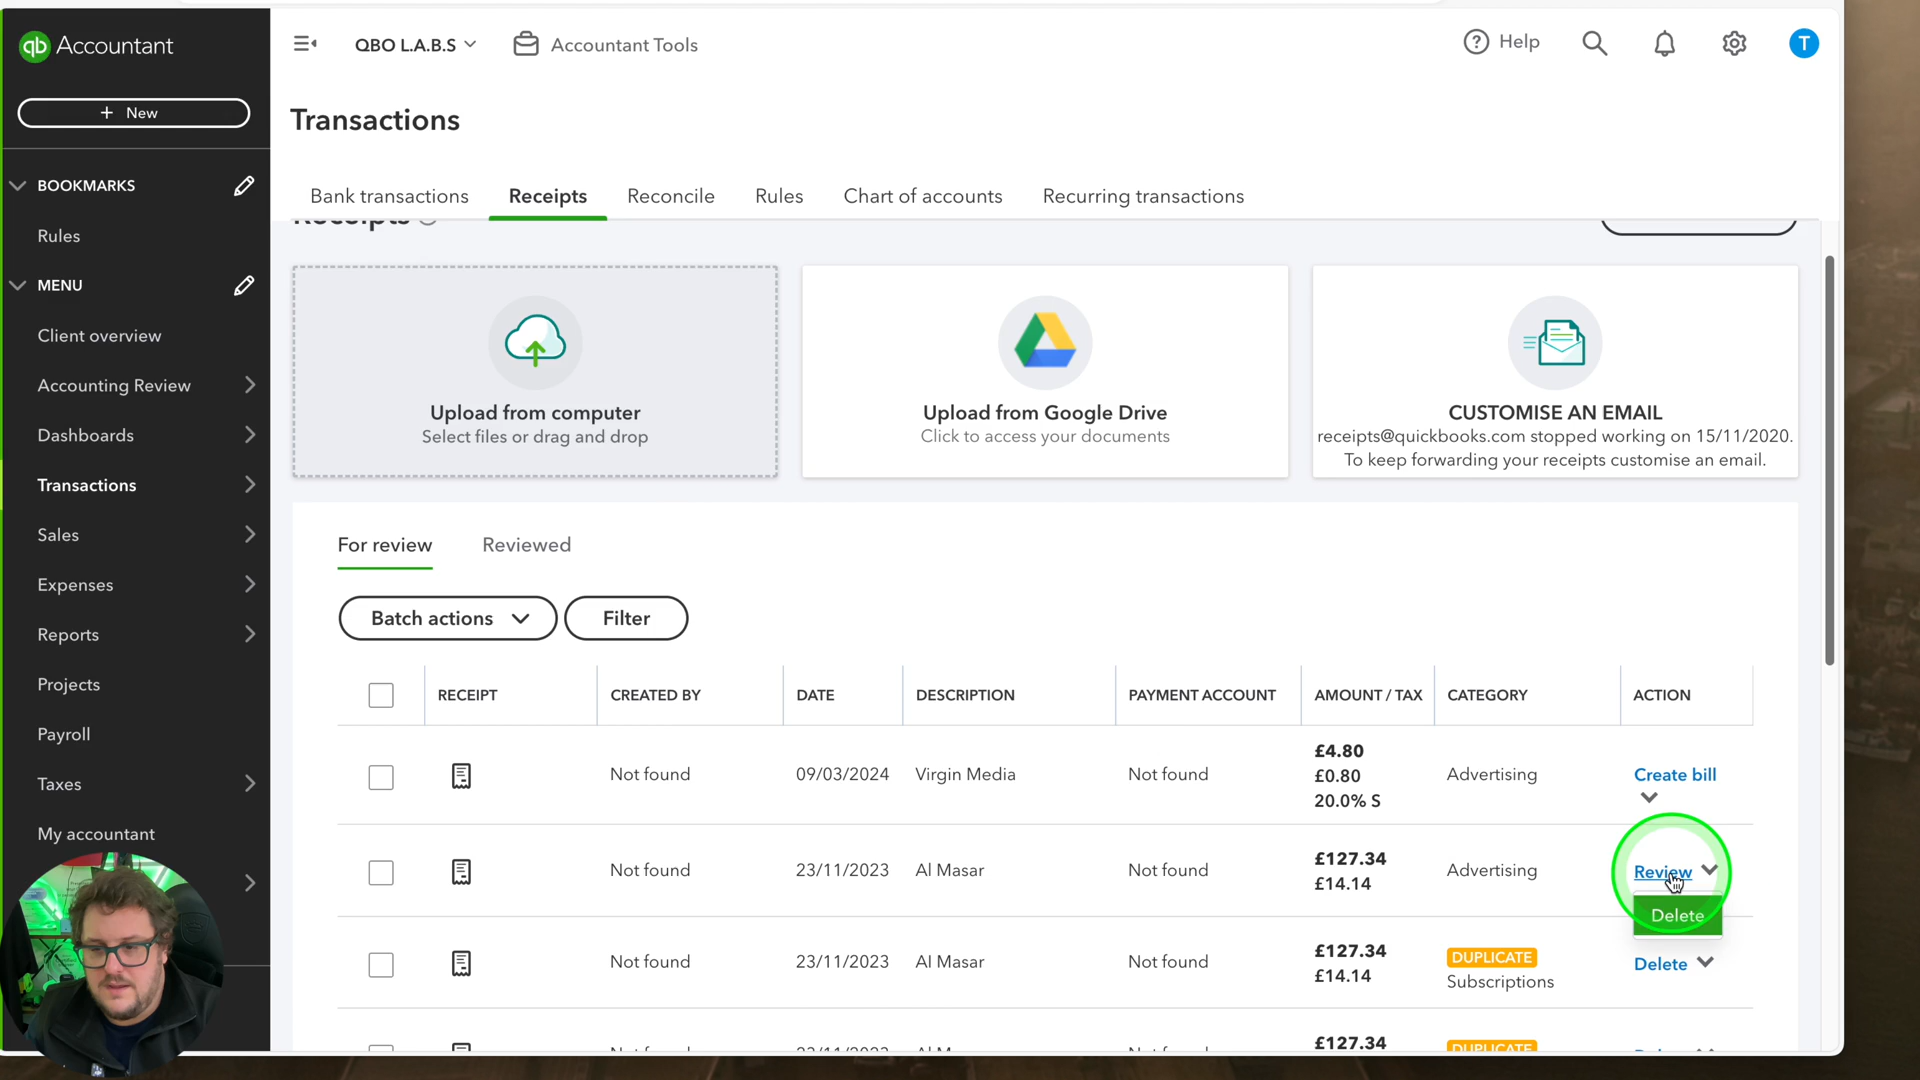 qb Accountant
QBO L.A.B.S
Accountant Tools
Help
T
+ New
Transactions
BOOKMARKS
Rules
MENU
Client overview
Accounting Review
Dashboards
Transactions
Sales
Expenses
Reports
Projects
Payroll
Taxes
My accountant
Bank transactions
Receipts
Reconcile
Rules
Chart of accounts
Recurring transactions
Receipts
Upload from computer
Select files or drag and drop
Upload from Google Drive
Click to access your documents
CUSTOMISE AN EMAIL
receipts@quickbooks.com stopped working on 15/11/2020.
To keep forwarding your receipts customise an email.
For review
Reviewed
Batch actions
Filter
RECEIPT CREATED BY DATE DESCRIPTION PAYMENT ACCOUNT AMOUNT / TAX CATEGORY ACTION
£4.80
Not found 09/03/2024 Virgin Media Not found £0.80 Advertising Create bill
20.0% S
£127.34
Not found 23/11/2023 Al Masar Not found Advertising Review
£14.14
Delete
£127.34 DUPLICATE
Not found 23/11/2023 Al Masar Not found Delete
£14.14 Subscriptions
£127.34
DUPLICATE